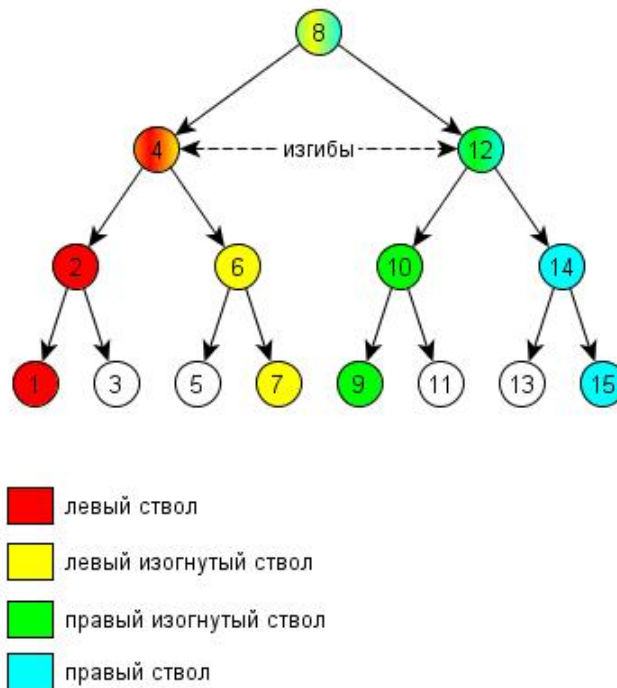 8
4 изгибы 12
2 6 10 14
1 3 5 7 9 11 13 15
левый ствол
левый изогнутый ствол
правый изогнутый ствол
правый ствол